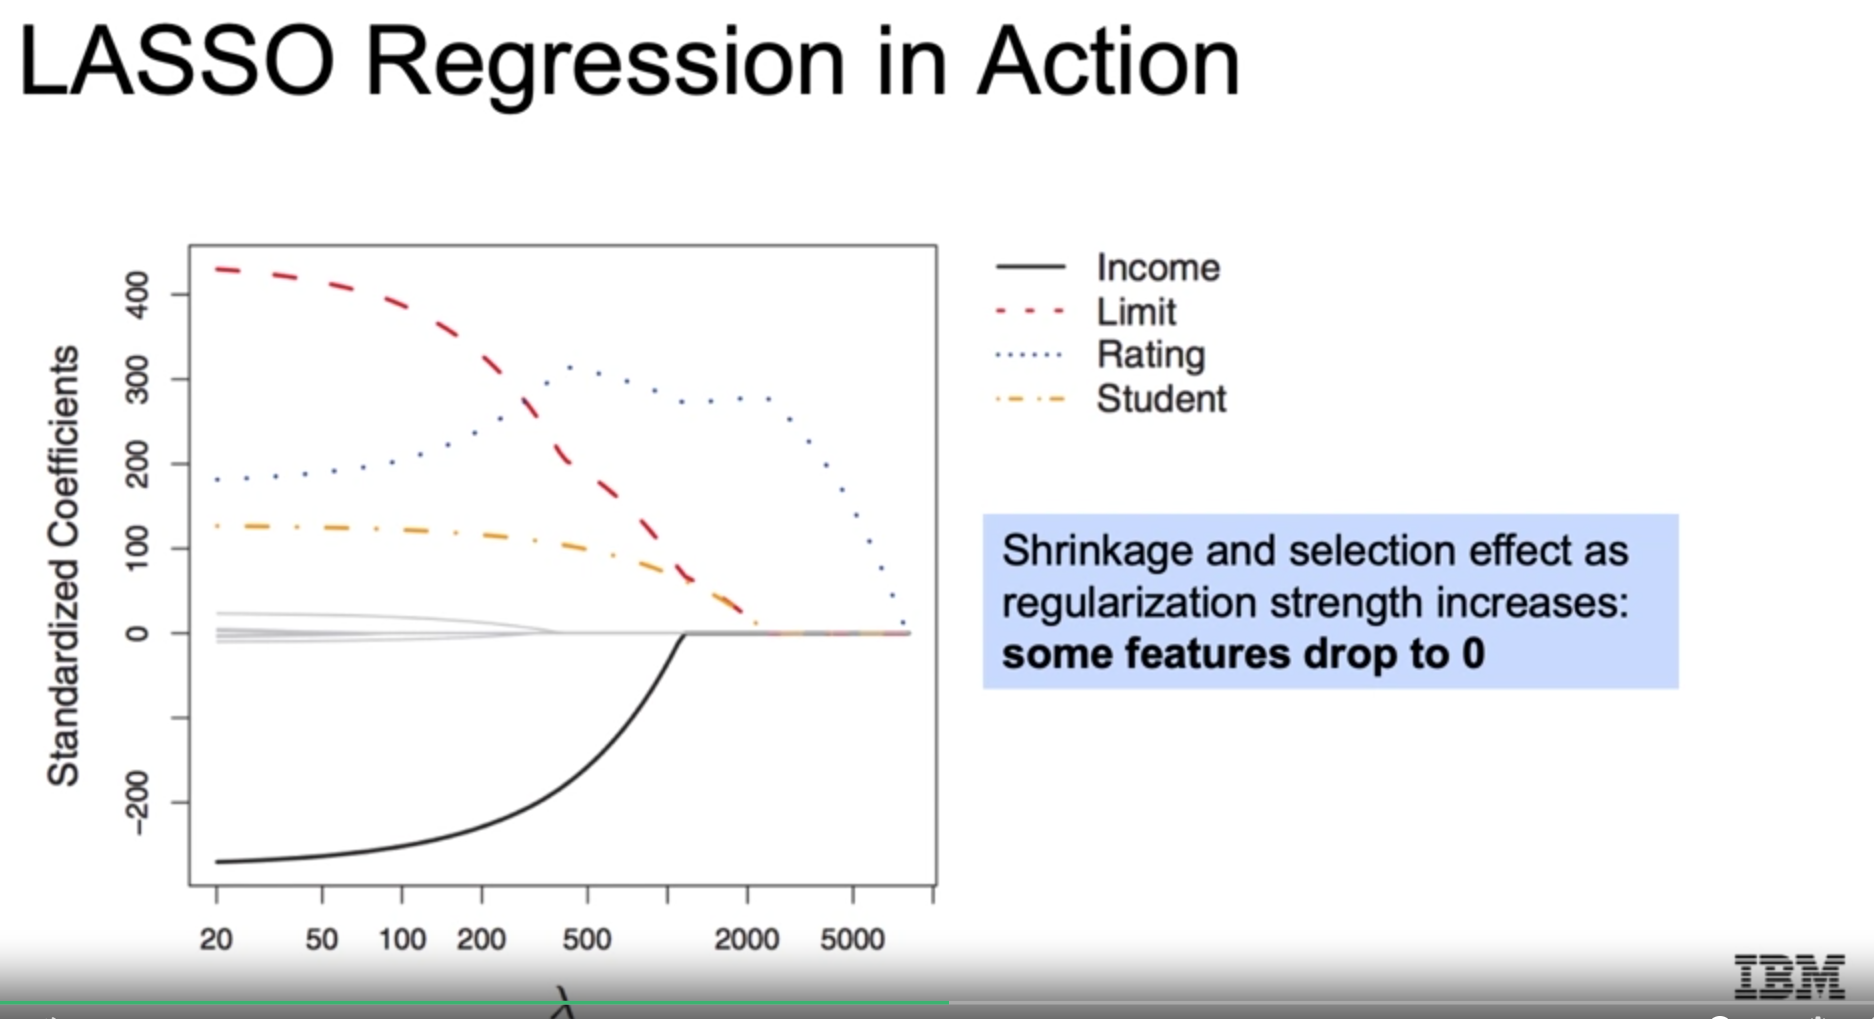 LASSO Regression in Action
Standardized Coefficients
400
300
200
100
0
−200
20 50 100 200 500 2000 5000
λ
Income
Limit
Rating
Student
Shrinkage and selection effect as
regularization strength increases:
some features drop to 0
IBM